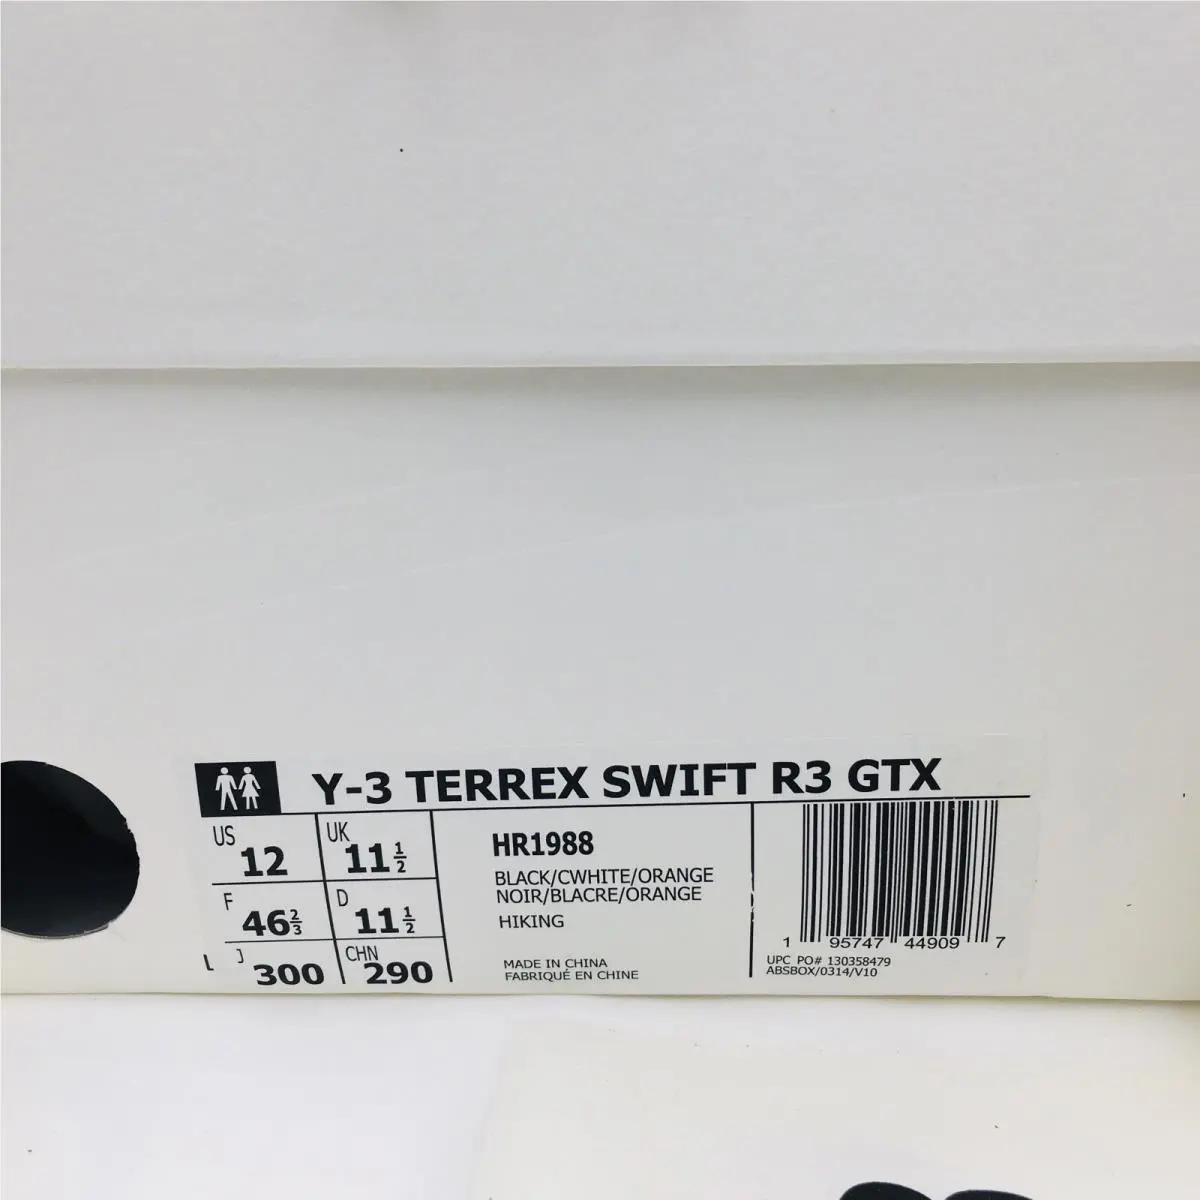 Y-3 TERREX SWIFT R3 GTX
US 12 UK 11 1/2
F 46 2/3 D 11 1/2
J 300 CHN 290
HR1988
BLACK/CWHITE/ORANGE
NOIR/BLACRE/ORANGE
HIKING
MADE IN CHINA
FABRIQUÉ EN CHINE
1 95747 44909 7
UPC PO# 130358479
ABSBOX/0314/V10